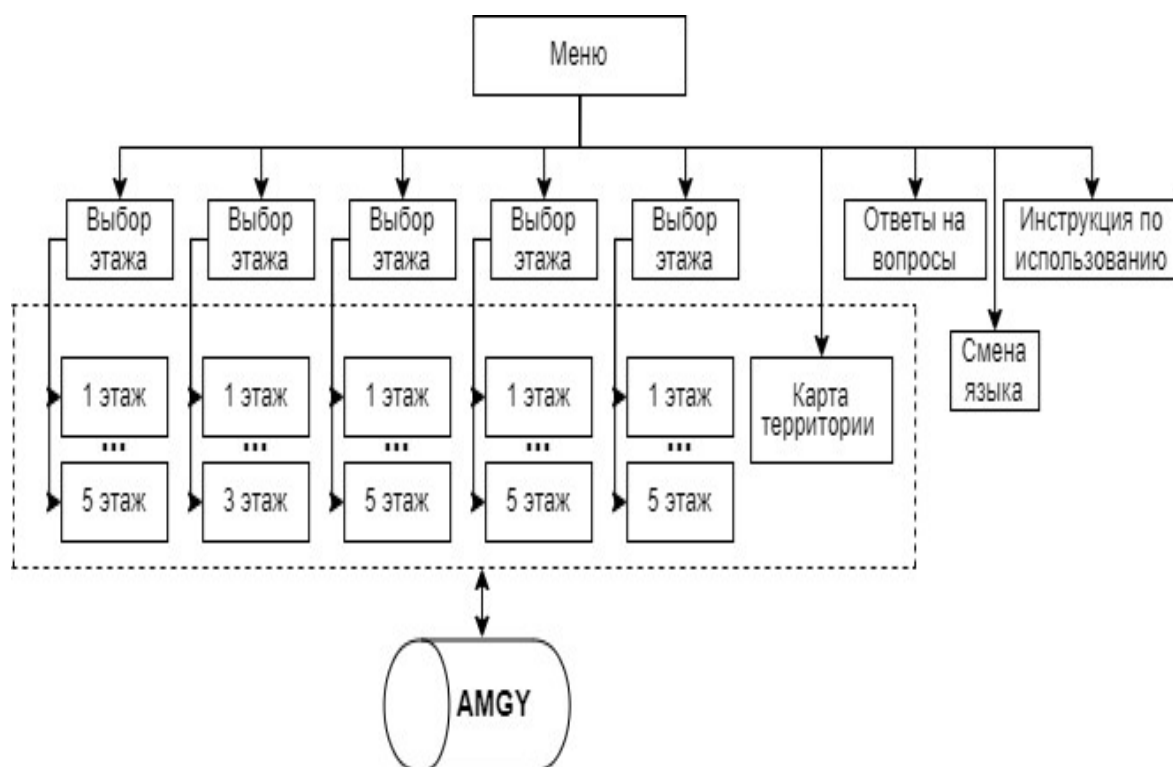 Меню
Выбор
этажа
Выбор
этажа
Выбор
этажа
Выбор
этажа
Выбор
этажа
Ответы на
вопросы
Инструкция по
использованию
Смена
языка
1 этаж
1 этаж
1 этаж
1 этаж
1 этаж
Карта
территории
...
...
...
...
...
5 этаж
3 этаж
5 этаж
5 этаж
5 этаж
AMGY